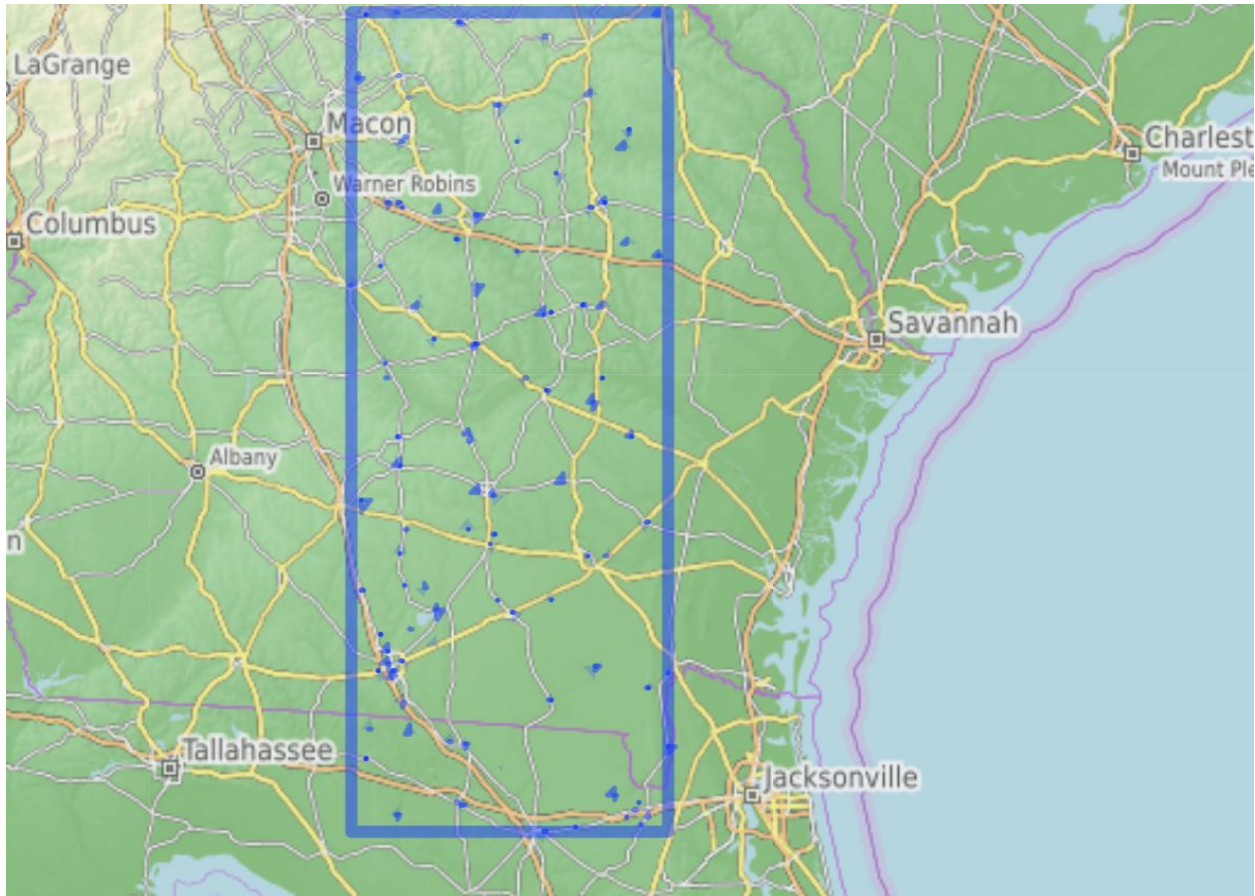 LaGrange
Macon
Charlest
Mount Ple
Warner Robins
Columbus
Savannah
Albany
n
Tallahassee
Jacksonville